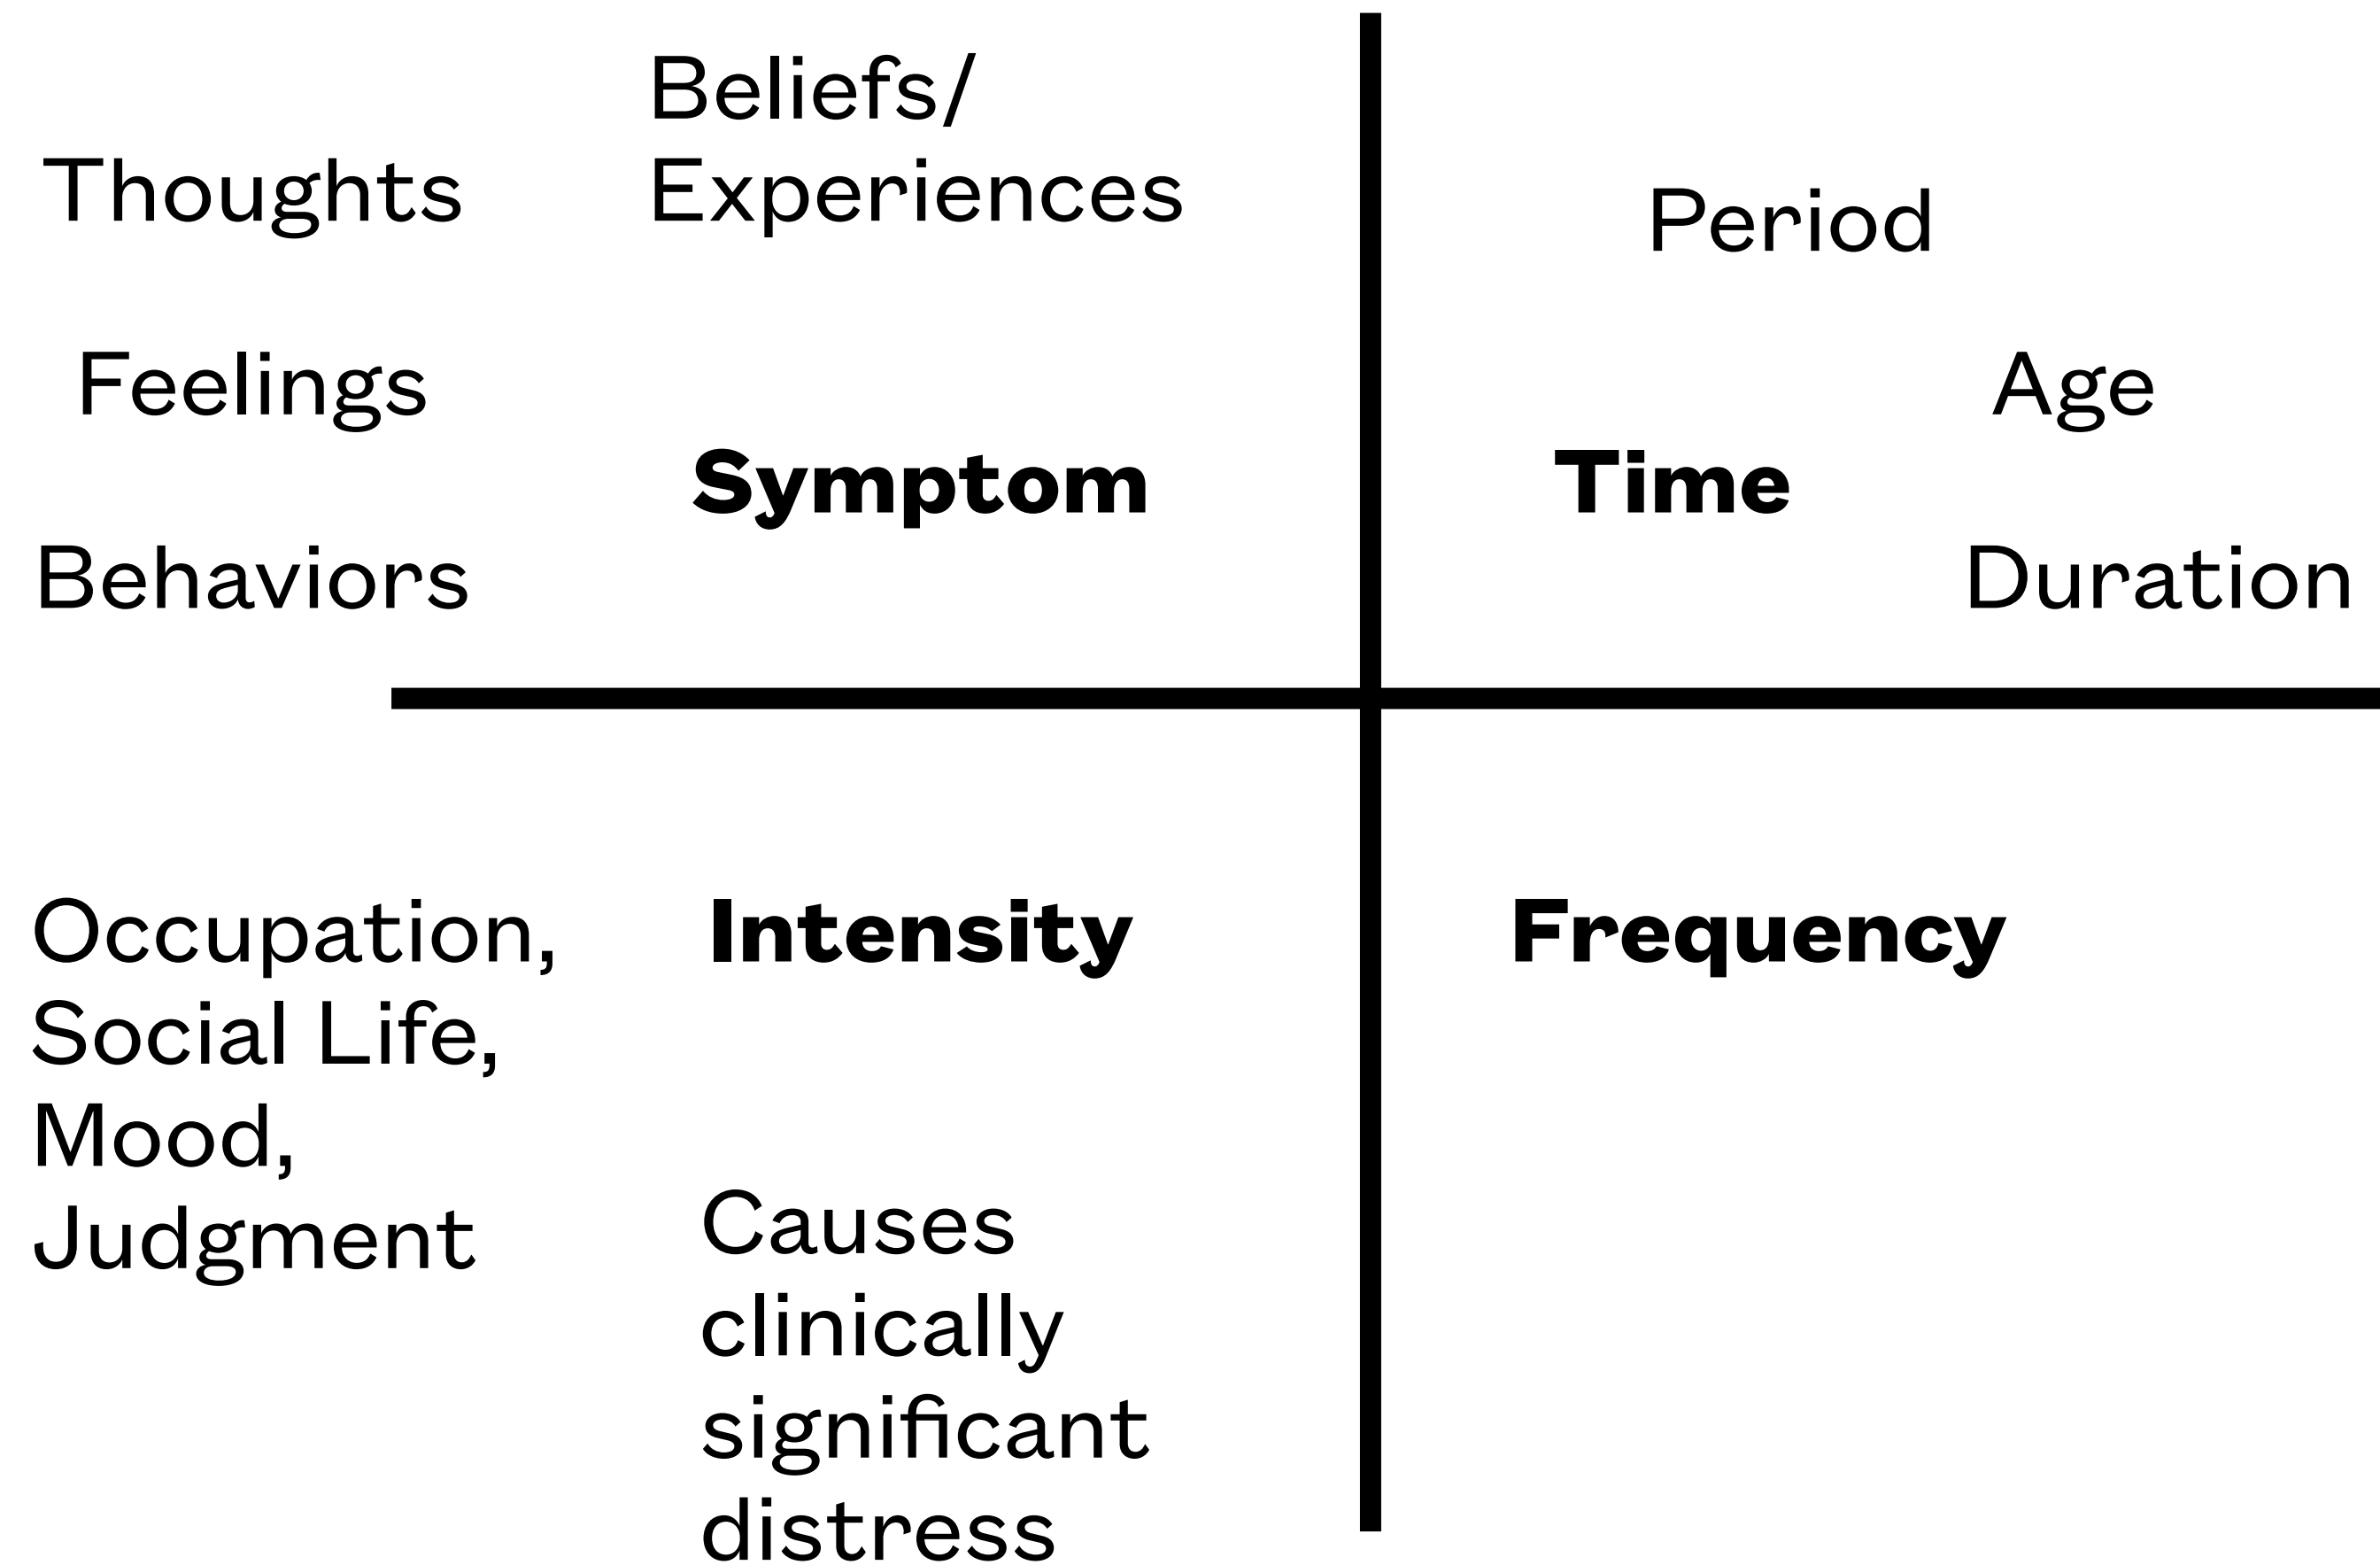 Beliefs/
Experiences
Thoughts
Feelings
Behaviors
Symptom
Period
Age
Time
Duration
Occupation,
Social Life,
Mood,
Judgment
Intensity
Causes
clinically
significant
distress
Frequency